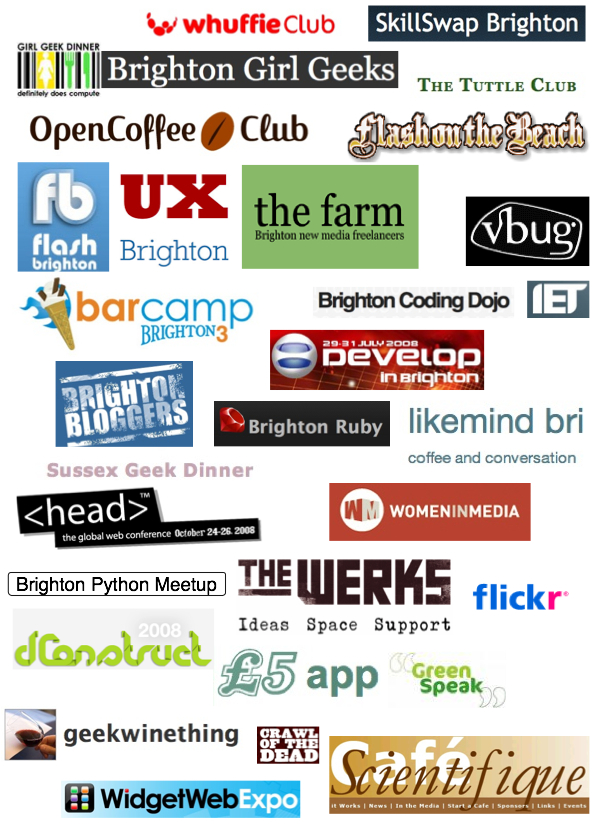 whuffie Club
SkillSwap Brighton
GIRL GEEK DINNER
definitely does compute
Brighton Girl Geeks
THE TUTTLE CLUB
OpenCoffee Club
Flash on the Beach
fb
flash
brighton
UX
Brighton
the farm
Brighton new media freelancers
vbug
barcamp
BRIGHTON3
Brighton Coding Dojo
IET
29-31 JULY 2008
DEVELOP
IN BRIGHTON
BRIGHTON
BLOGGERS
Brighton Ruby
likemind bri
coffee and conversation
Sussex Geek Dinner
<head>™
the global web conference October 24-26, 2008
WM WOMENINMEDIA
Brighton Python Meetup
THE WERKS
Ideas Space Support
flickr
2008
dConstruct
£5 app
"Green
Speak"
geekwinething
CRAWL
OF THE
DEAD
Café
Scientifique
it Works | News | In the Media | Start a Cafe | Sponsors | Links | Events
WidgetWebExpo